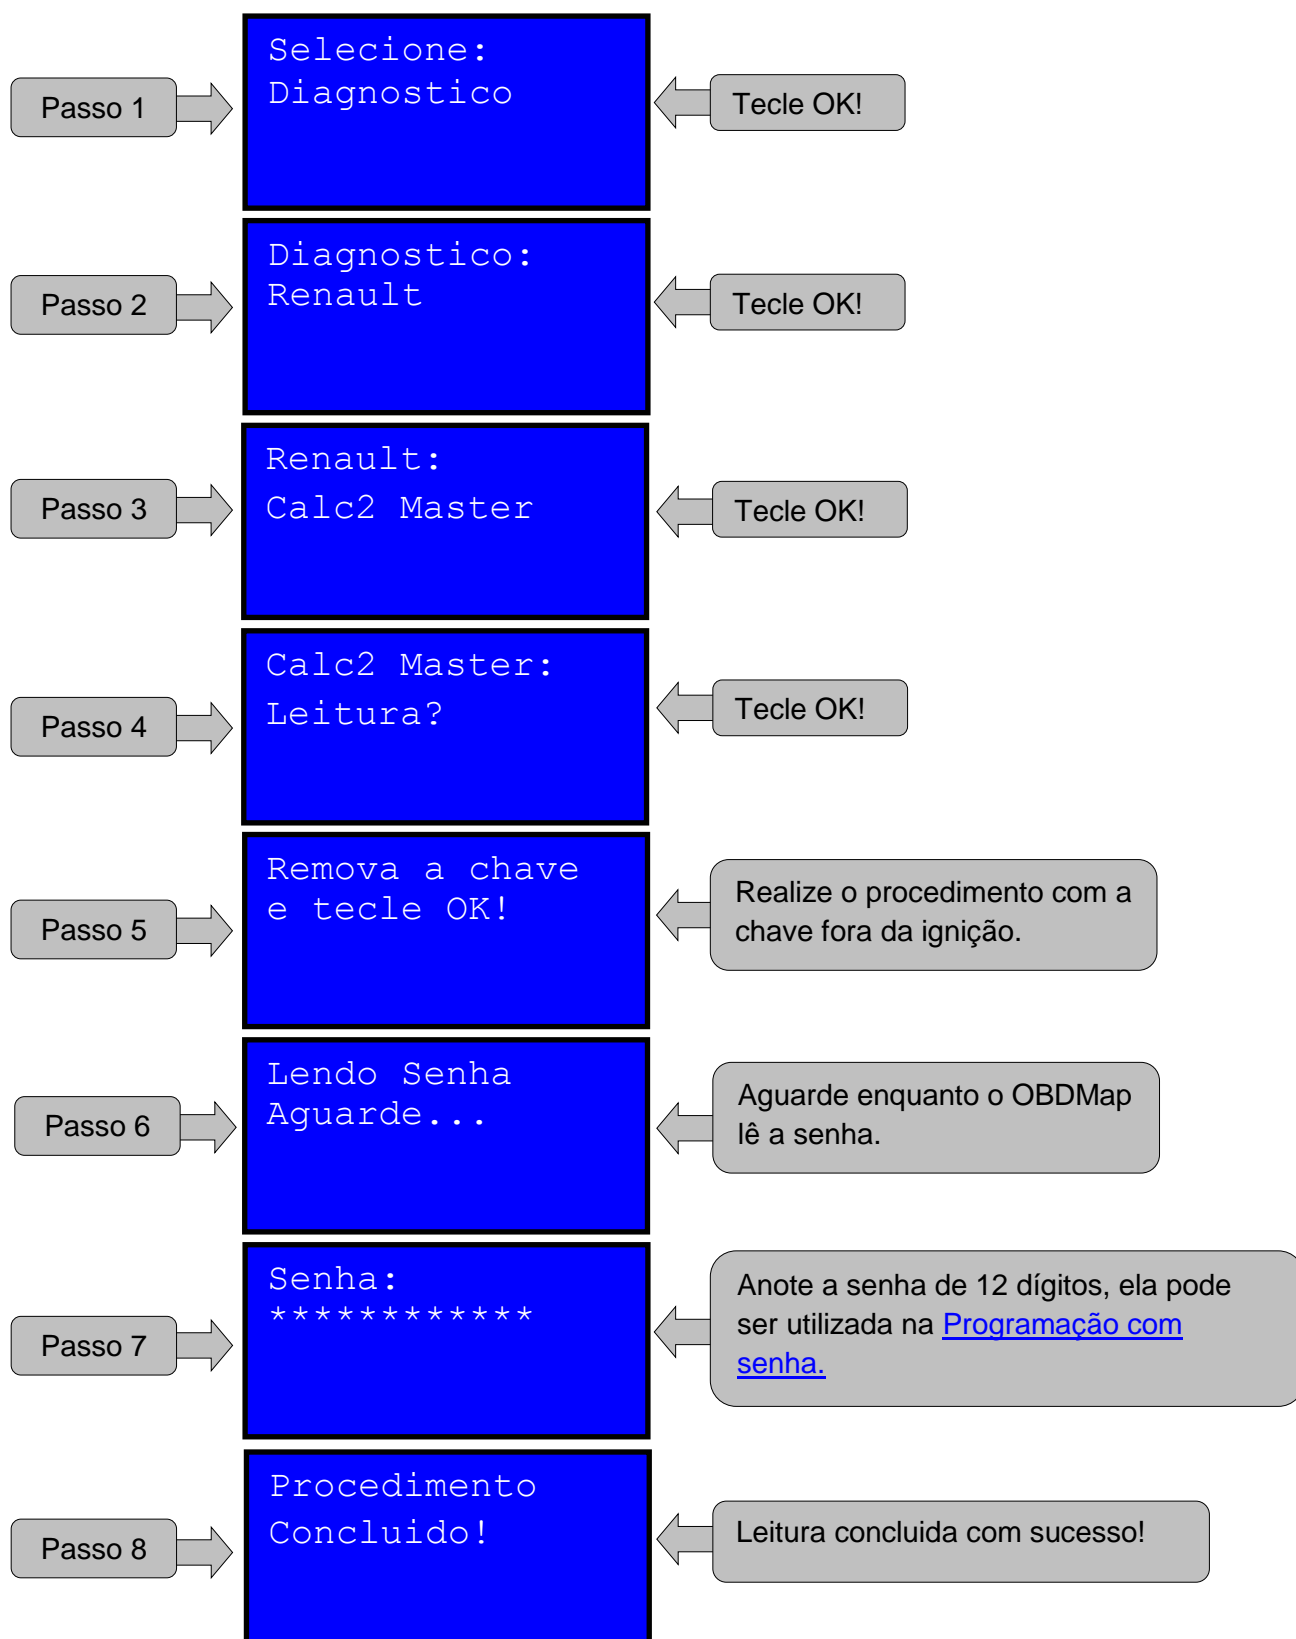 Passo 1
Selecione:
Diagnostico
Tecle OK!
Passo 2
Diagnostico:
Renault
Tecle OK!
Passo 3
Renault:
Calc2 Master
Tecle OK!
Passo 4
Calc2 Master:
Leitura?
Tecle OK!
Passo 5
Remova a chave
e tecle OK!
Realize o procedimento com a
chave fora da ignição.
Passo 6
Lendo Senha
Aguarde...
Aguarde enquanto o OBDMap
lê a senha.
Passo 7
Senha:
************
Anote a senha de 12 dígitos, ela pode
ser utilizada na Programação com
senha.
Passo 8
Procedimento
Concluido!
Leitura concluida com sucesso!